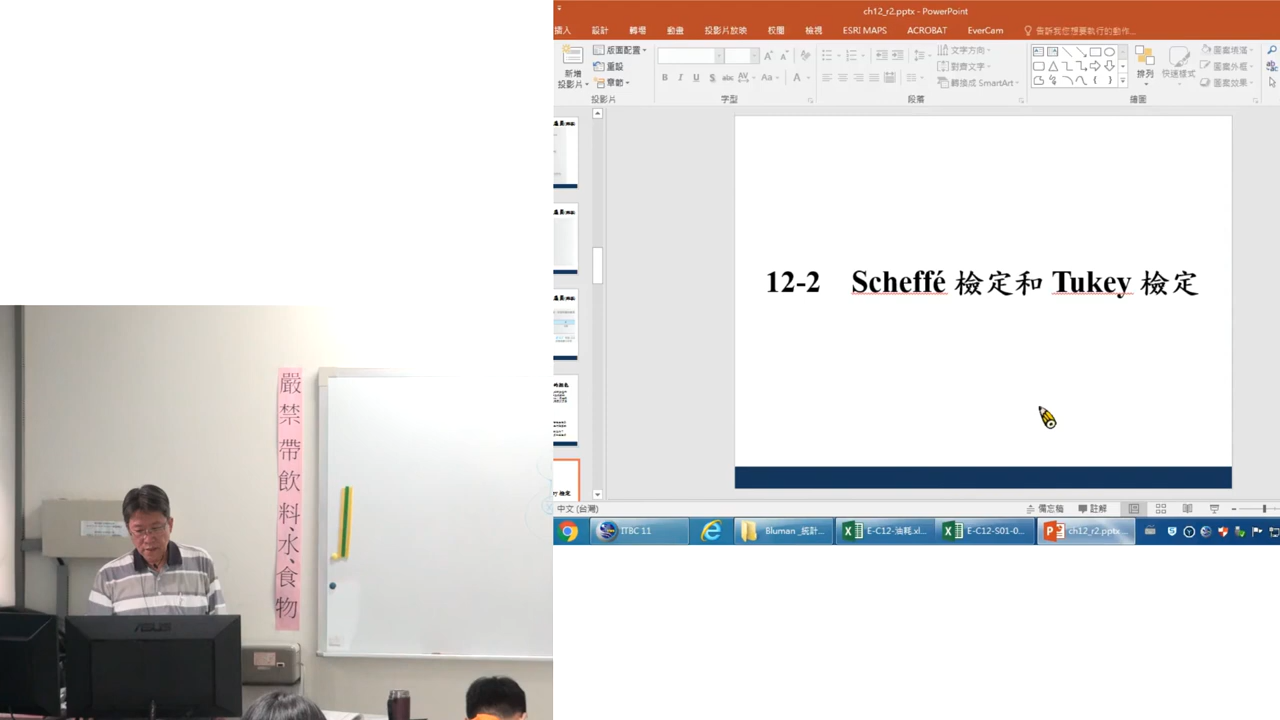 ch12_r2.pptx - PowerPoint
插入 設計 轉場 動畫 投影片放映 校閱 檢視 ESRI MAPS ACROBAT EverCam 告訴我您想要執行的動作...
新增
投影片
版面配置
重設
章節
B I U S abc AV Aa A
文字方向
對齊文字
轉換成 SmartArt
排列
快速樣式
圖案填滿
圖案外框
圖案效果
投影片 字型 段落 繪圖
12-2 Scheffé 檢定和 Tukey 檢定
中文 (台灣) 備忘稿 註解
ITBC 11 Bluman _統計... E-C12-油耗.xl... E-C12-S01-0... ch12_r2.pptx...
嚴禁帶飲料、水、食物
ASUS